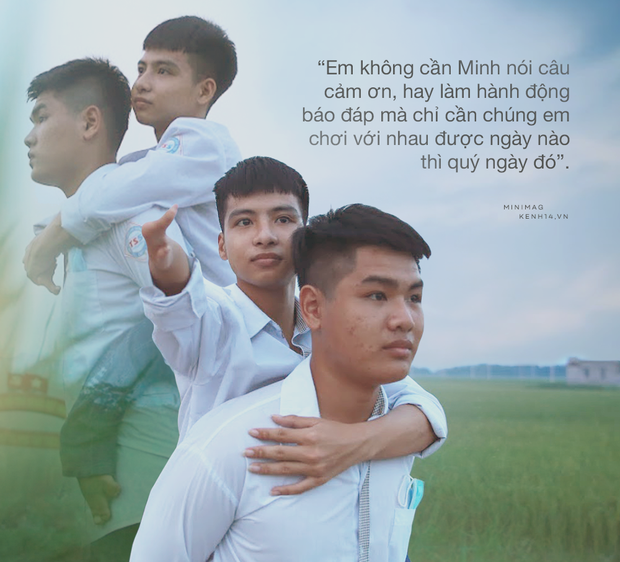 “Em không cần Minh nói câu
cảm ơn, hay làm hành động
báo đáp mà chỉ cần chúng em
chơi với nhau được ngày nào
thì quý ngày đó”.
MINIMAG
KENH14.VN